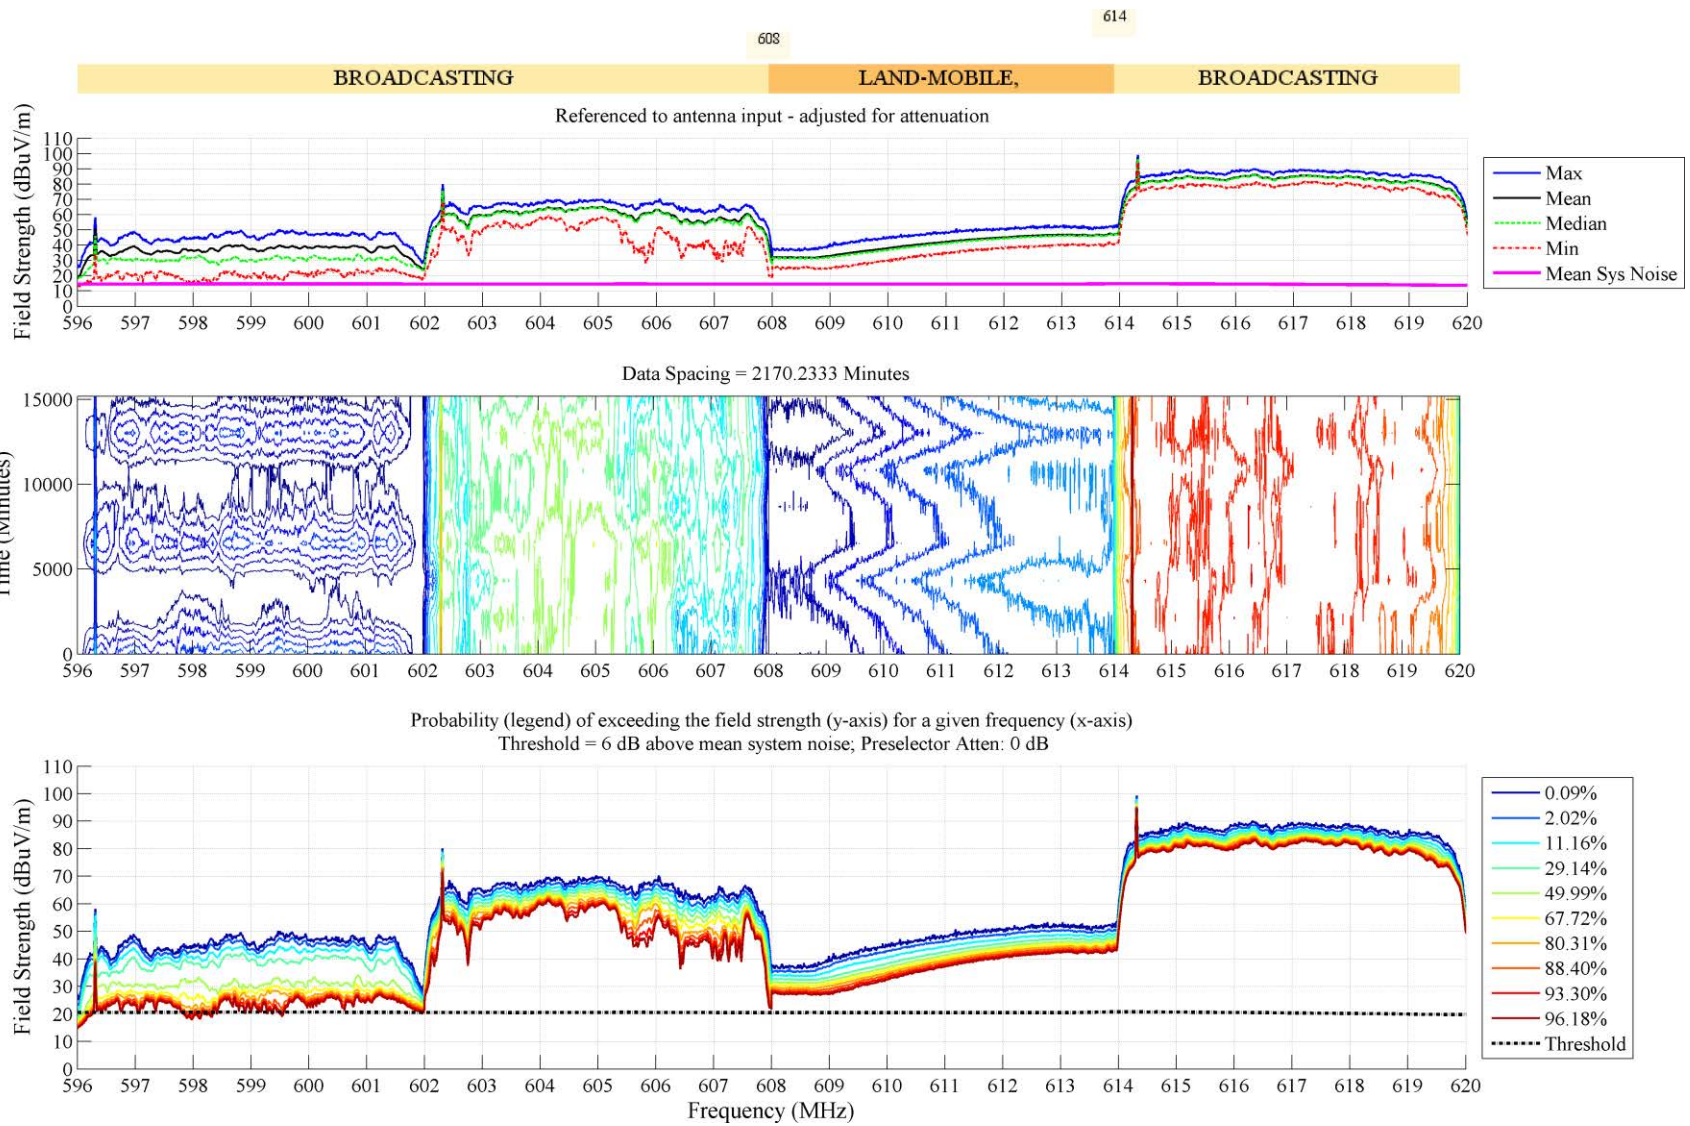 614
608
BROADCASTING LAND-MOBILE, BROADCASTING
Referenced to antenna input - adjusted for attenuation
Field Strength (dBuV/m)
110
100
90
80
70
60
50
40
30
20
10
0
596 597 598 599 600 601 602 603 604 605 606 607 608 609 610 611 612 613 614 615 616 617 618 619 620
Max
Mean
Median
Min
Mean Sys Noise
Data Spacing = 2170.2333 Minutes
Time (Minutes)
15000
10000
5000
0
596 597 598 599 600 601 602 603 604 605 606 607 608 609 610 611 612 613 614 615 616 617 618 619 620
Probability (legend) of exceeding the field strength (y-axis) for a given frequency (x-axis)
Threshold = 6 dB above mean system noise; Preselector Atten: 0 dB
Field Strength (dBuV/m)
110
100
90
80
70
60
50
40
30
20
10
0
596 597 598 599 600 601 602 603 604 605 606 607 608 609 610 611 612 613 614 615 616 617 618 619 620
Frequency (MHz)
0.09%
2.02%
11.16%
29.14%
49.99%
67.72%
80.31%
88.40%
93.30%
96.18%
Threshold